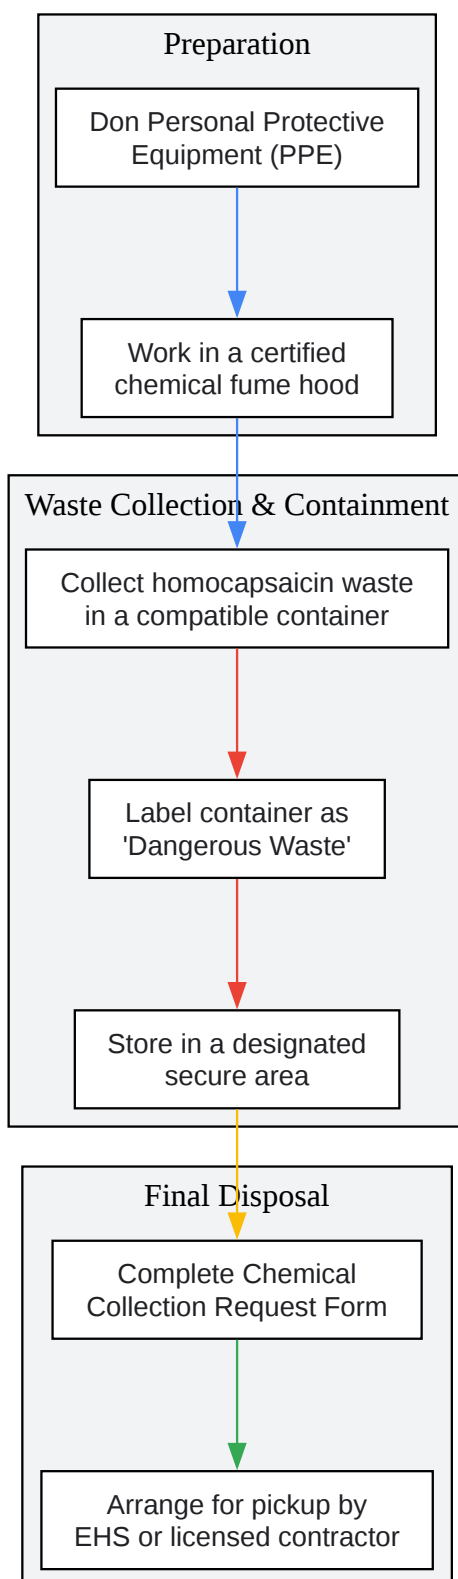 Preparation
Don Personal Protective
Equipment (PPE)
Work in a certified
chemical fume hood
Waste Collection & Containment
Collect homocapsaicin waste
in a compatible container
Label container as
'Dangerous Waste'
Store in a designated
secure area
Final Disposal
Complete Chemical
Collection Request Form
Arrange for pickup by
EHS or licensed contractor